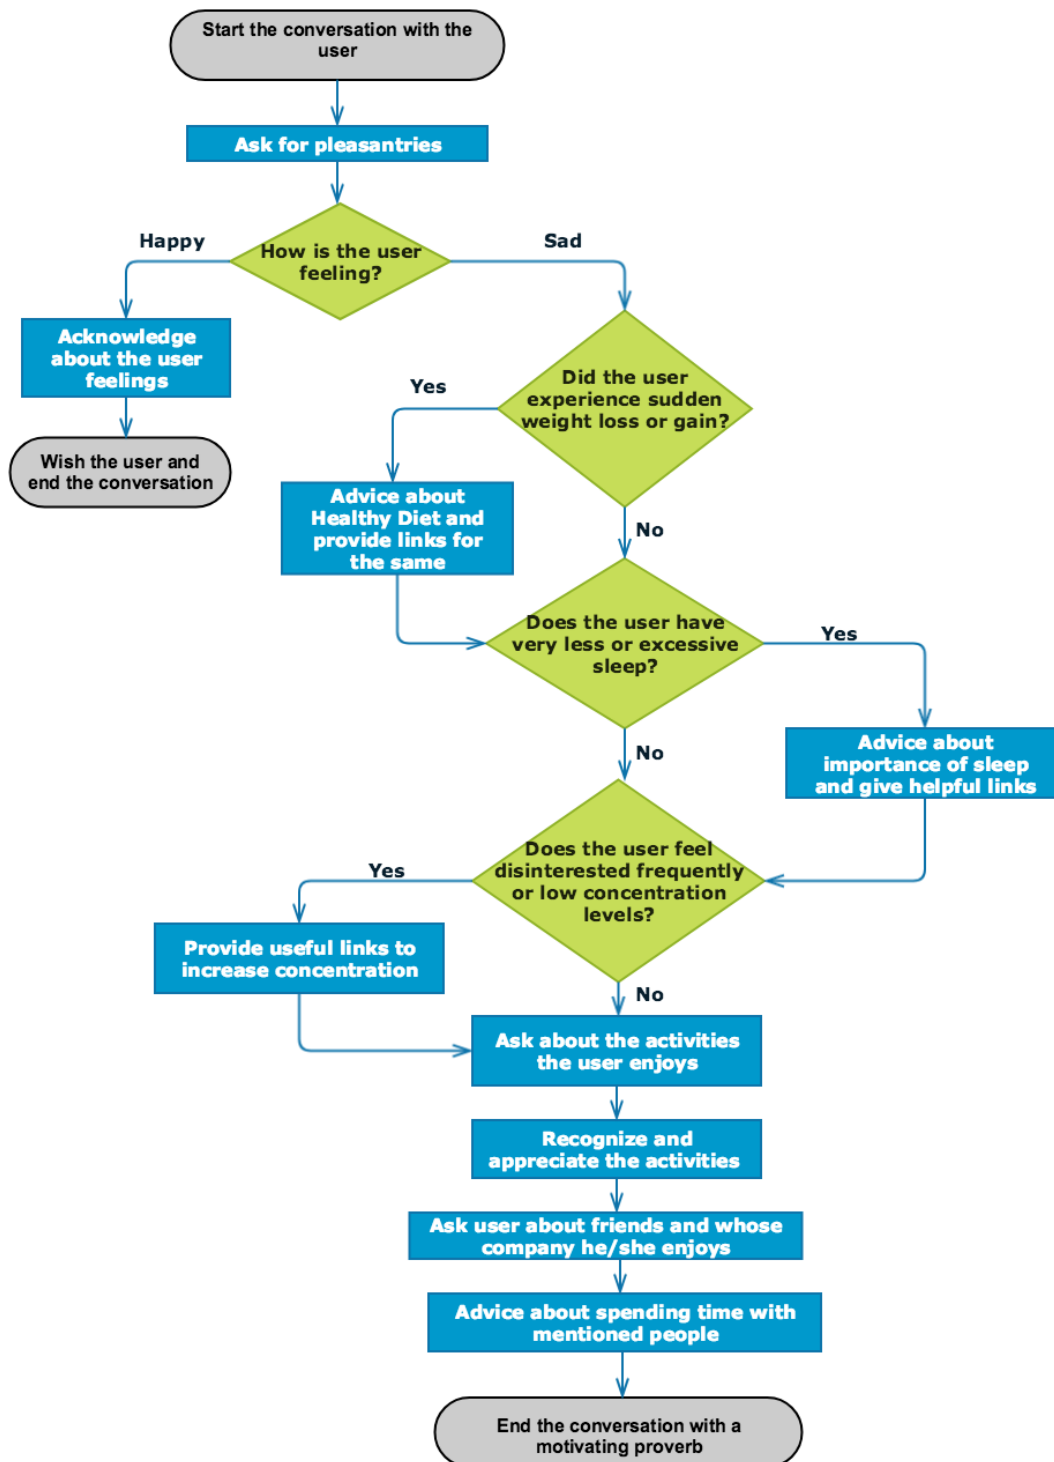 Start the conversation with the
user
Ask for pleasantries
How is the user
feeling?
Happy
Sad
Acknowledge
about the user
feelings
Wish the user and
end the conversation
Did the user
experience sudden
weight loss or gain?
Yes
No
Advice about
Healthy Diet and
provide links for
the same
Does the user have
very less or excessive
sleep?
Yes
No
Advice about
importance of sleep
and give helpful links
Does the user feel
disinterested frequently
or low concentration
levels?
Yes
No
Provide useful links to
increase concentration
Ask about the activities
the user enjoys
Recognize and
appreciate the activities
Ask user about friends and whose
company he/she enjoys
Advice about spending time with
mentioned people
End the conversation with a
motivating proverb